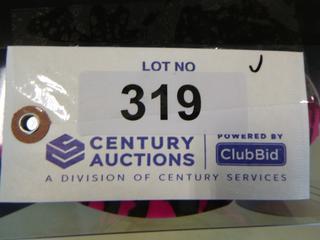 LOT NO
319
CENTURY AUCTIONS
POWERED BY
ClubBid
A DIVISION OF CENTURY SERVICES